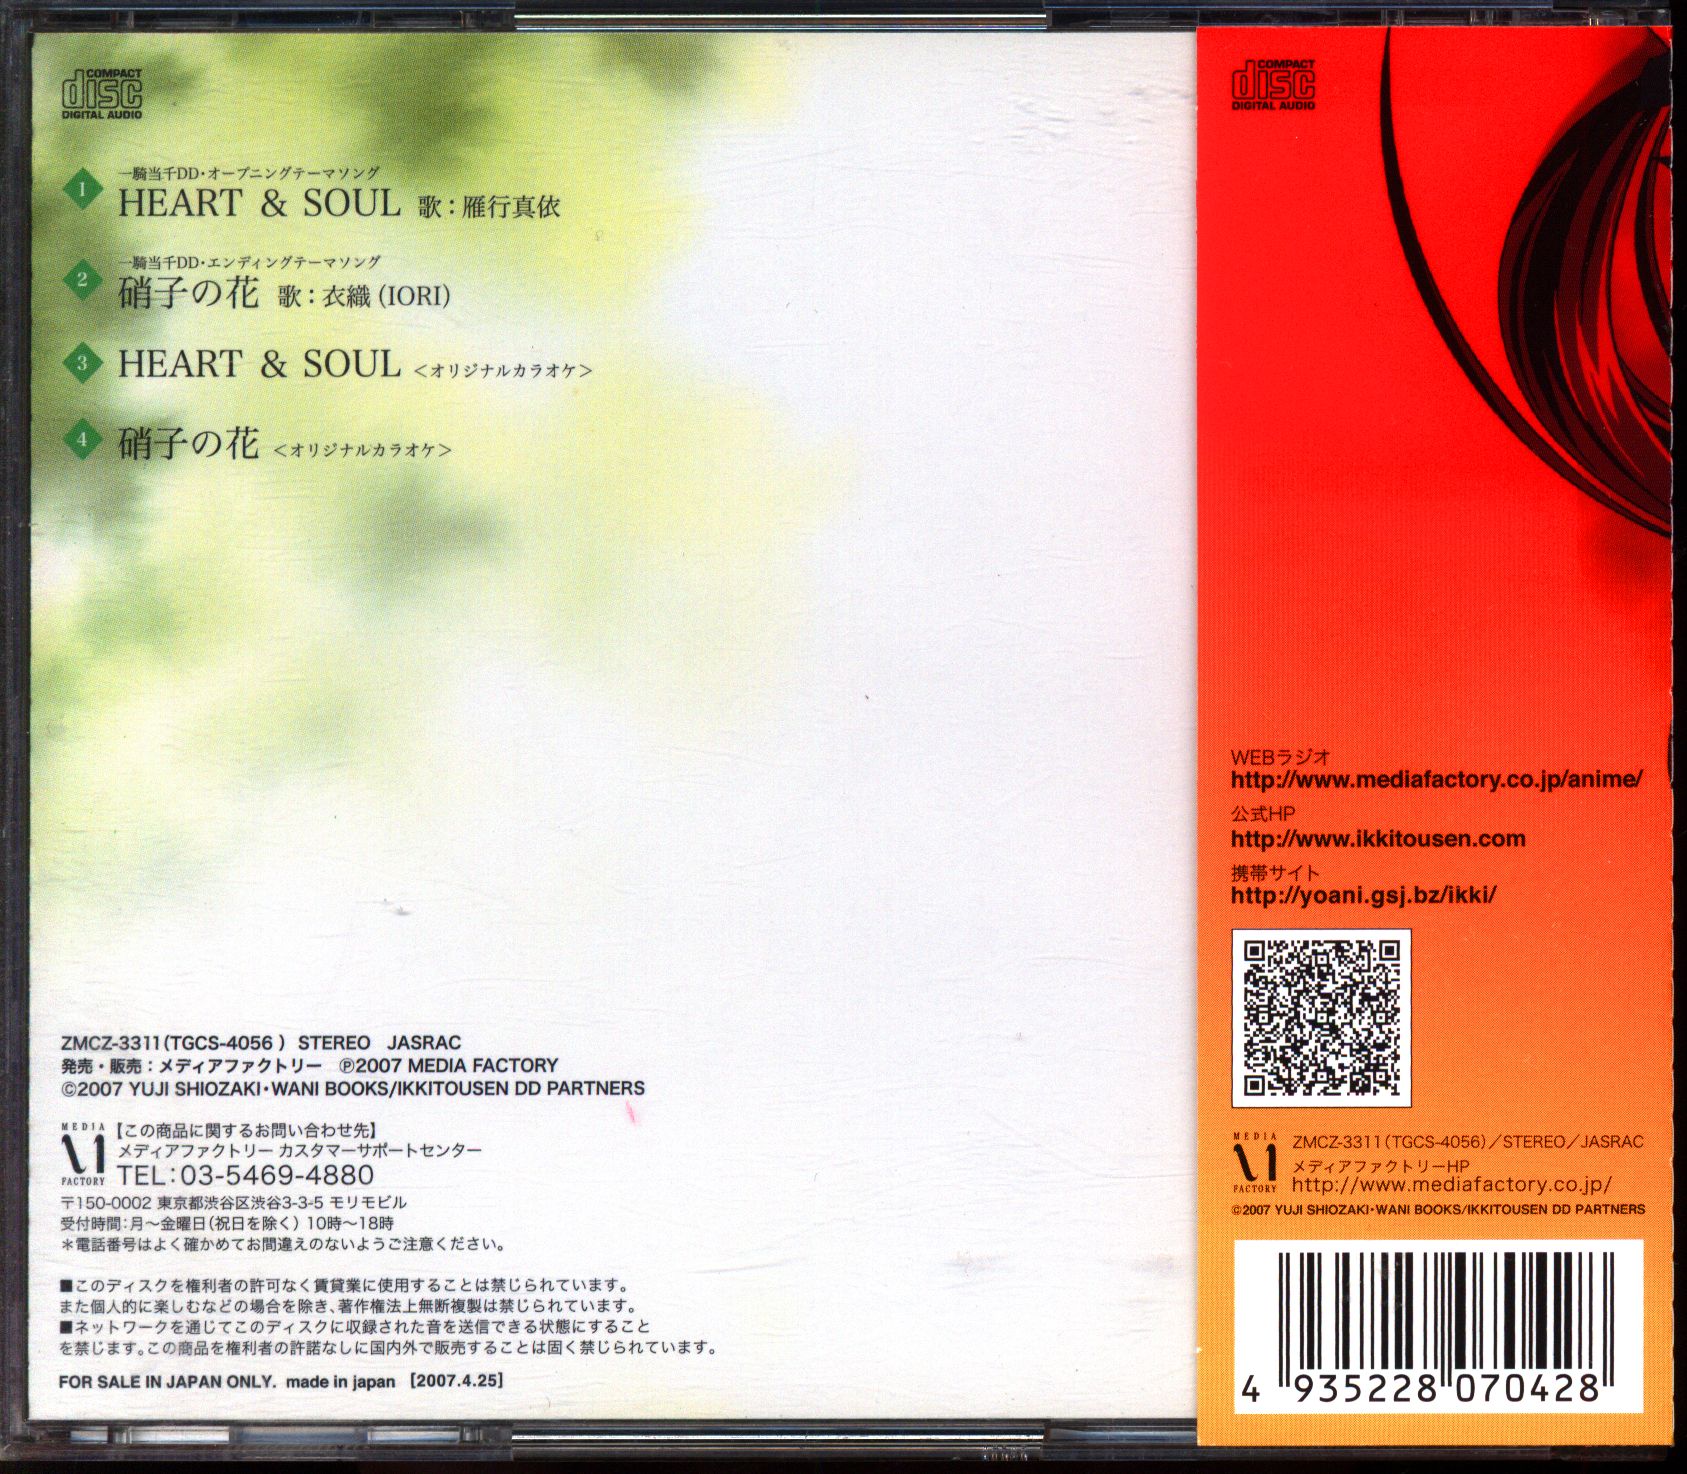 COMPACT
disc
DIGITAL AUDIO
1
一騎当千DD・オープニングテーマソング
HEART & SOUL 歌：雁行真依
2
一騎当千DD・エンディングテーマソング
硝子の花 歌：衣織(IORI)
3
HEART & SOUL <オリジナルカラオケ>
4
硝子の花 <オリジナルカラオケ>
ZMCZ-3311(TGCS-4056 ) STEREO JASRAC
発売・販売：メディアファクトリー ℗2007 MEDIA FACTORY
©2007 YUJI SHIOZAKI・WANI BOOKS/IKKITOUSEN DD PARTNERS
MEDIA
FACTORY
【この商品に関するお問い合わせ先】
メディアファクトリー カスタマーサポートセンター
TEL：03-5469-4880
〒150-0002 東京都渋谷区渋谷3-3-5 モリモビル
受付時間：月〜金曜日(祝日を除く) 10時〜18時
＊電話番号はよく確かめてお間違えのないようご注意ください。
■このディスクを権利者の許可なく賃貸業に使用することは禁じられています。
また個人的に楽しむなどの場合を除き、著作権法上無断複製は禁じられています。
■ネットワークを通じてこのディスクに収録された音を送信できる状態にすること
を禁じます。この商品を権利者の許諾なしに国内外で販売することは固く禁じられています。
FOR SALE IN JAPAN ONLY. made in japan [2007.4.25]
COMPACT
disc
DIGITAL AUDIO
WEBラジオ
http://www.mediafactory.co.jp/anime/
公式HP
http://www.ikkitousen.com
携帯サイト
http://yoani.gsj.bz/ikki/
MEDIA
FACTORY
ZMCZ-3311(TGCS-4056)／STEREO／JASRAC
メディアファクトリーHP
http://www.mediafactory.co.jp/
©2007 YUJI SHIOZAKI・WANI BOOKS/IKKITOUSEN DD PARTNERS
4 935228 070428